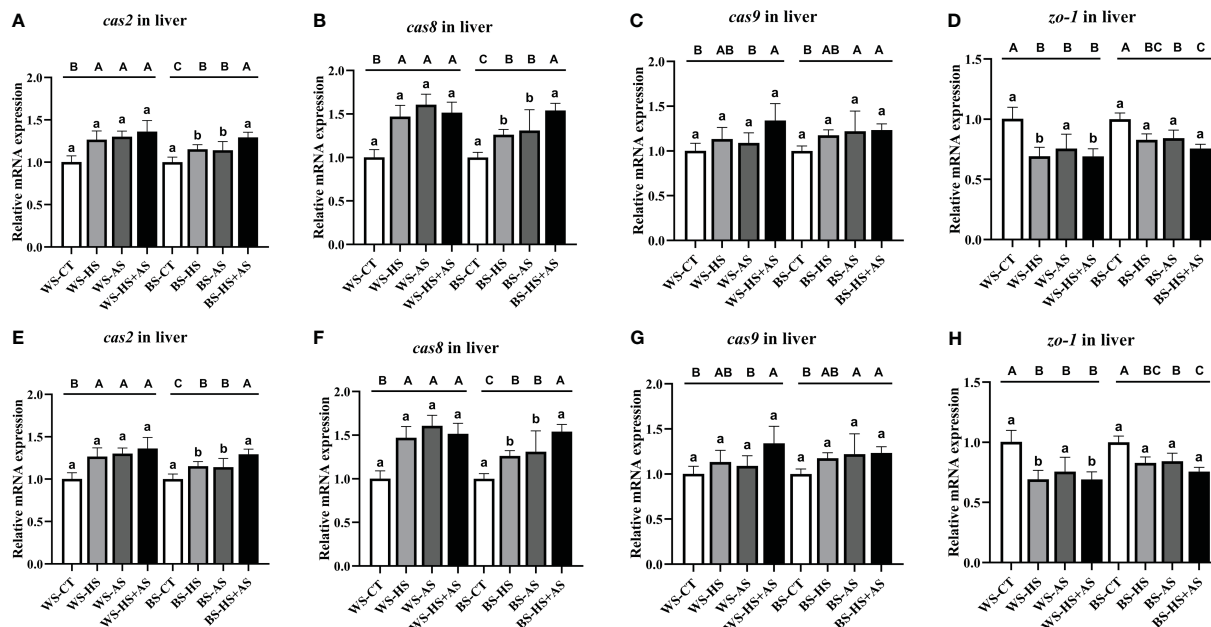 A
cas2 in liver
B A A A C B B A
Relative mRNA expression
2.0
1.5
1.0
0.5
0.0
a a a a a b b a
WS-CT
WS-HS
WS-AS
WS-HS+AS
BS-CT
BS-HS
BS-AS
BS-HS+AS
B
cas8 in liver
B A A A C B B A
Relative mRNA expression
2.0
1.5
1.0
0.5
0.0
a a a a a b b a
WS-CT
WS-HS
WS-AS
WS-HS+AS
BS-CT
BS-HS
BS-AS
BS-HS+AS
C
cas9 in liver
B AB B A B AB A A
Relative mRNA expression
2.0
1.5
1.0
0.5
0.0
a a a a a a a a
WS-CT
WS-HS
WS-AS
WS-HS+AS
BS-CT
BS-HS
BS-AS
BS-HS+AS
D
zo-1 in liver
A B B B A BC B C
Relative mRNA expression
1.5
1.0
0.5
0.0
a b a b a a a a
WS-CT
WS-HS
WS-AS
WS-HS+AS
BS-CT
BS-HS
BS-AS
BS-HS+AS
E
cas2 in liver
B A A A C B B A
Relative mRNA expression
2.0
1.5
1.0
0.5
0.0
a a a a a b b a
WS-CT
WS-HS
WS-AS
WS-HS+AS
BS-CT
BS-HS
BS-AS
BS-HS+AS
F
cas8 in liver
B A A A C B B A
Relative mRNA expression
2.0
1.5
1.0
0.5
0.0
a a a a a b b a
WS-CT
WS-HS
WS-AS
WS-HS+AS
BS-CT
BS-HS
BS-AS
BS-HS+AS
G
cas9 in liver
B AB B A B AB A A
Relative mRNA expression
2.0
1.5
1.0
0.5
0.0
a a a a a a a a
WS-CT
WS-HS
WS-AS
WS-HS+AS
BS-CT
BS-HS
BS-AS
BS-HS+AS
H
zo-1 in liver
A B B B A BC B C
Relative mRNA expression
1.5
1.0
0.5
0.0
a b a b a a a a
WS-CT
WS-HS
WS-AS
WS-HS+AS
BS-CT
BS-HS
BS-AS
BS-HS+AS